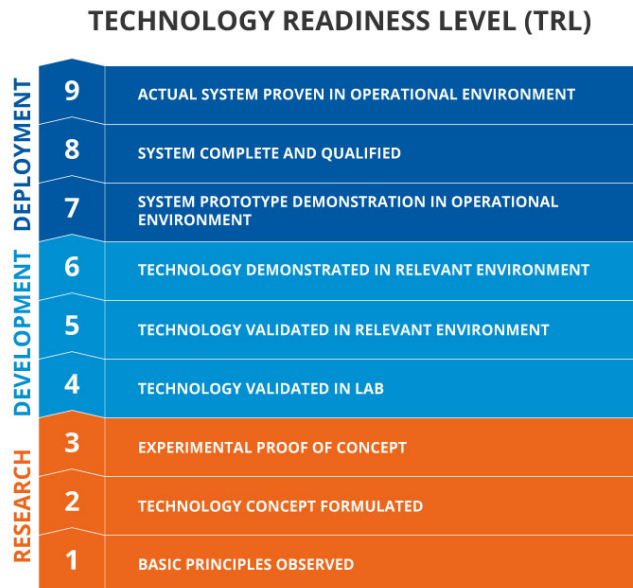 TECHNOLOGY READINESS LEVEL (TRL)
DEPLOYMENT
9 ACTUAL SYSTEM PROVEN IN OPERATIONAL ENVIRONMENT
8 SYSTEM COMPLETE AND QUALIFIED
7 SYSTEM PROTOTYPE DEMONSTRATION IN OPERATIONAL
ENVIRONMENT
DEVELOPMENT
6 TECHNOLOGY DEMONSTRATED IN RELEVANT ENVIRONMENT
5 TECHNOLOGY VALIDATED IN RELEVANT ENVIRONMENT
4 TECHNOLOGY VALIDATED IN LAB
RESEARCH
3 EXPERIMENTAL PROOF OF CONCEPT
2 TECHNOLOGY CONCEPT FORMULATED
1 BASIC PRINCIPLES OBSERVED